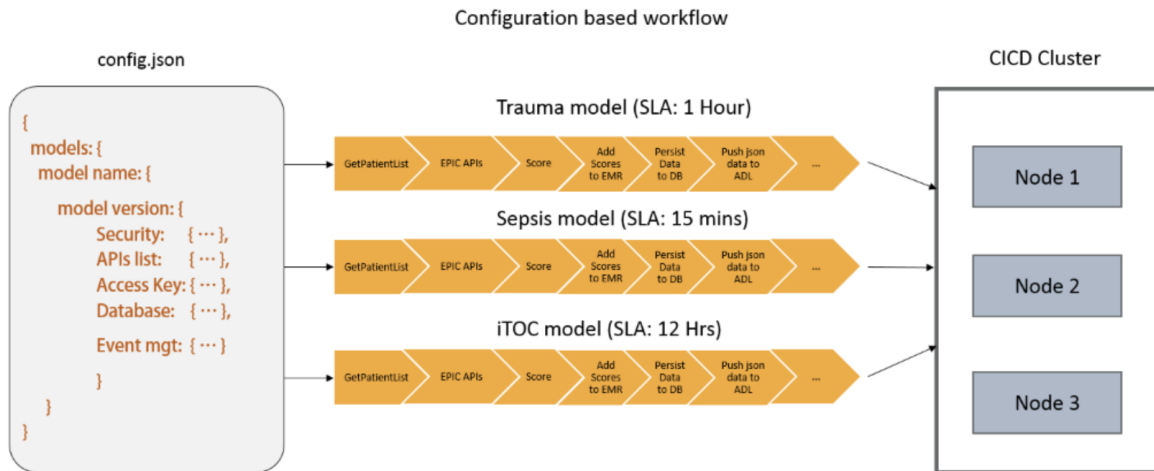 Configuration based workflow
config.json
CICD Cluster
{
models: {
model name: {
model version: {
Security: { ··· },
APIs list: { ··· },
Access Key: { ··· },
Database: { ··· },
Event mgt: { ··· }
}
}
}
Trauma model (SLA: 1 Hour)
GetPatientList
EPIC APIs
Score
Add
Scores
to EMR
Persist
Data
to DB
Push json
data to
ADL
...
Sepsis model (SLA: 15 mins)
GetPatientList
EPIC APIs
Score
Add
Scores
to EMR
Persist
Data
to DB
Push json
data to
ADL
...
iTOC model (SLA: 12 Hrs)
GetPatientList
EPIC APIs
Score
Add
Scores
to EMR
Persist
Data
to DB
Push json
data to
ADL
...
Node 1
Node 2
Node 3